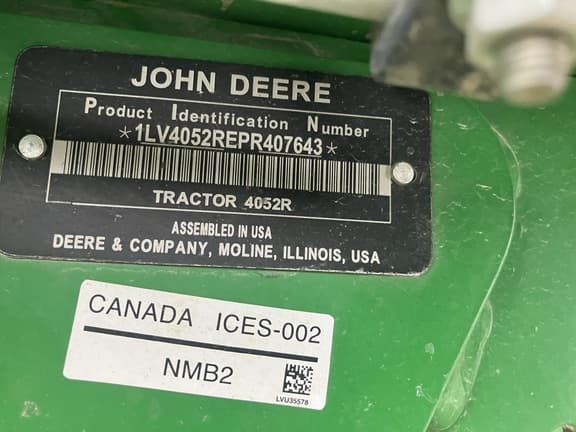 JOHN DEERE
Product Identification Number
*1LV4052REPR407643*
TRACTOR 4052R
ASSEMBLED IN USA
DEERE & COMPANY, MOLINE, ILLINOIS, USA
CANADA ICES-002
NMB2
LVU35578